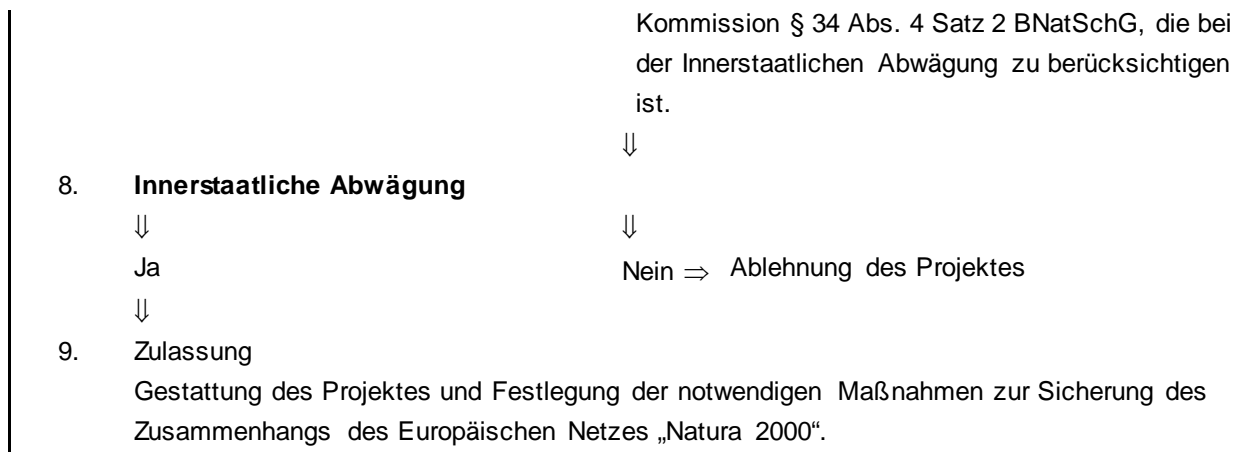 Kommission § 34 Abs. 4 Satz 2 BNatSchG, die bei
der Innerstaatlichen Abwägung zu berücksichtigen
ist.
⇓
8. Innerstaatliche Abwägung
⇓ ⇓
Ja Nein ⇒ Ablehnung des Projektes
⇓
9. Zulassung
Gestattung des Projektes und Festlegung der notwendigen Maßnahmen zur Sicherung des
Zusammenhangs des Europäischen Netzes „Natura 2000“.